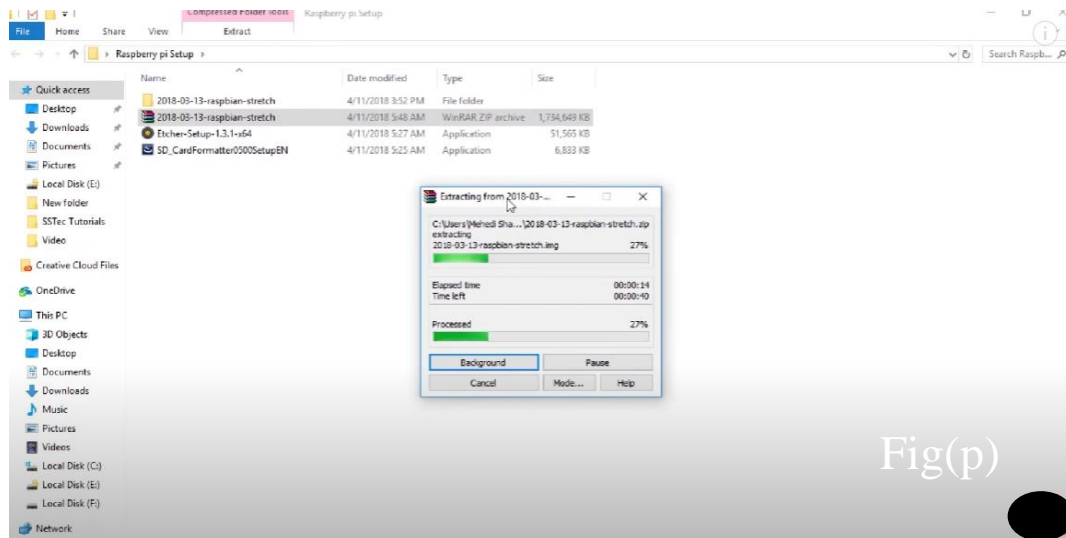 Compressed Folder Tools Raspberry pi Setup
File Home Share View Extract
Raspberry pi Setup
Search Raspb...
Name Date modified Type Size
2018-03-13-raspbian-stretch 4/11/2018 3:52 PM File folder
2018-03-13-raspbian-stretch 4/11/2018 5:48 AM WinRAR ZIP archive 1,734,649 KB
Etcher-Setup-1.3.1-x64 4/11/2018 5:27 AM Application 51,565 KB
SD_CardFormatter0500SetupEN 4/11/2018 5:25 AM Application 6,833 KB
Quick access
Desktop
Downloads
Documents
Pictures
Local Disk (E:)
New folder
SSTec Tutorials
Video
Creative Cloud Files
OneDrive
This PC
3D Objects
Desktop
Documents
Downloads
Music
Pictures
Videos
Local Disk (C:)
Local Disk (E:)
Local Disk (F:)
Network
Extracting from 2018-03-...
C:\Users\Mehedi Sha...\2018-03-13-raspbian-stretch.zip
extracting
2018-03-13-raspbian-stretch.img 27%
Elapsed time 00:00:14
Time left 00:00:40
Processed 27%
Background Pause
Cancel Mode... Help
Fig(p)